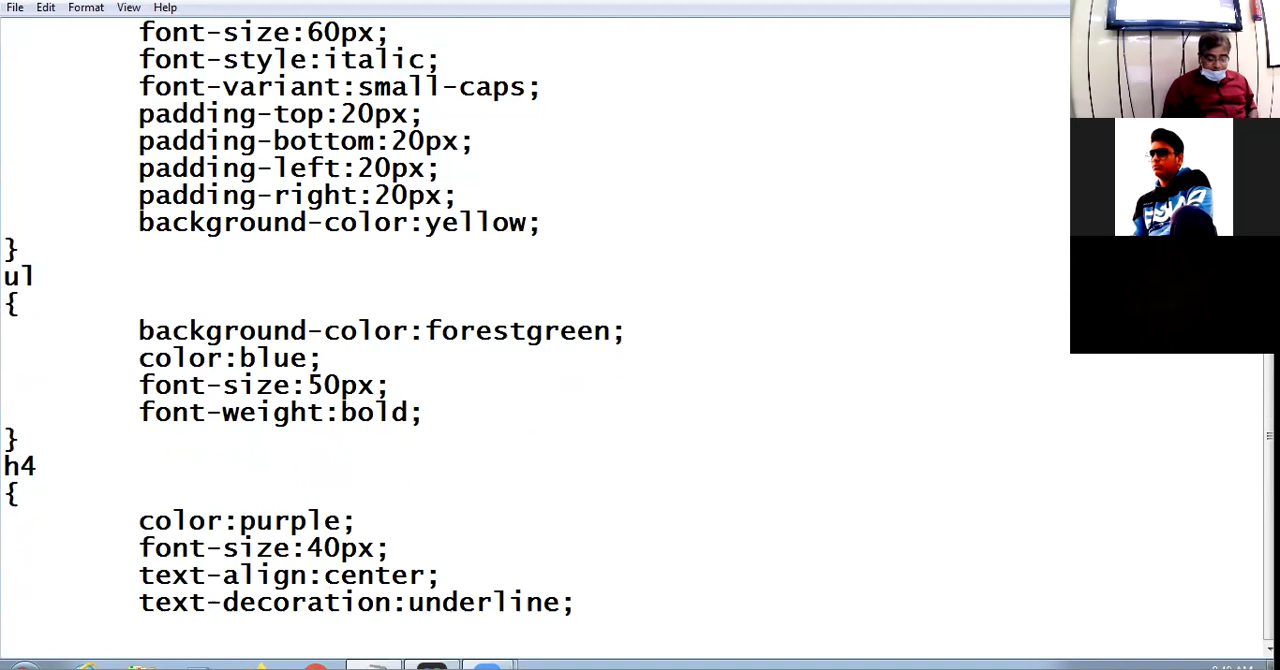 File Edit Format View Help
font-size:60px;
font-style:italic;
font-variant:small-caps;
padding-top:20px;
padding-bottom:20px;
padding-left:20px;
padding-right:20px;
background-color:yellow;
}
ul
{
background-color:forestgreen;
color:blue;
font-size:50px;
font-weight:bold;
}
h4
{
color:purple;
font-size:40px;
text-align:center;
text-decoration:underline;